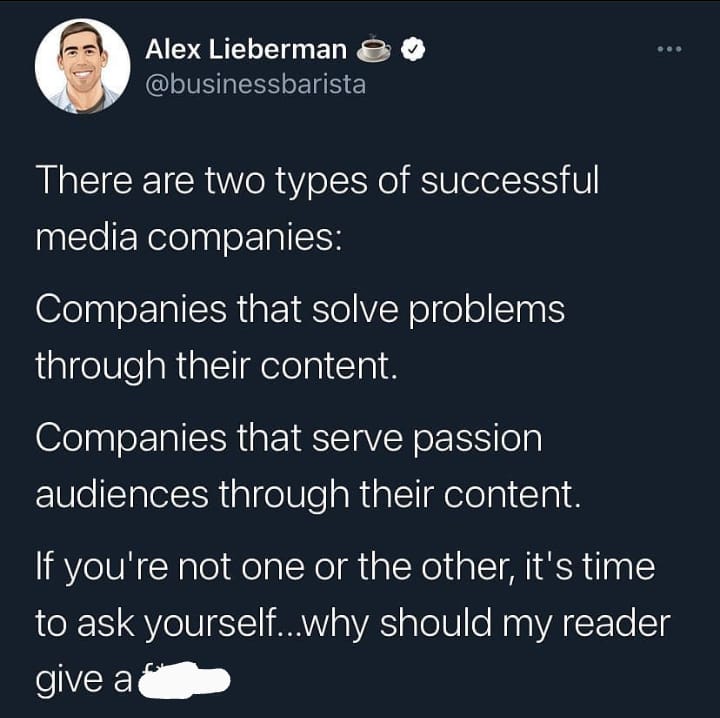 Alex Lieberman
@businessbarista
There are two types of successful
media companies:
Companies that solve problems
through their content.
Companies that serve passion
audiences through their content.
If you're not one or the other, it's time
to ask yourself...why should my reader
give a